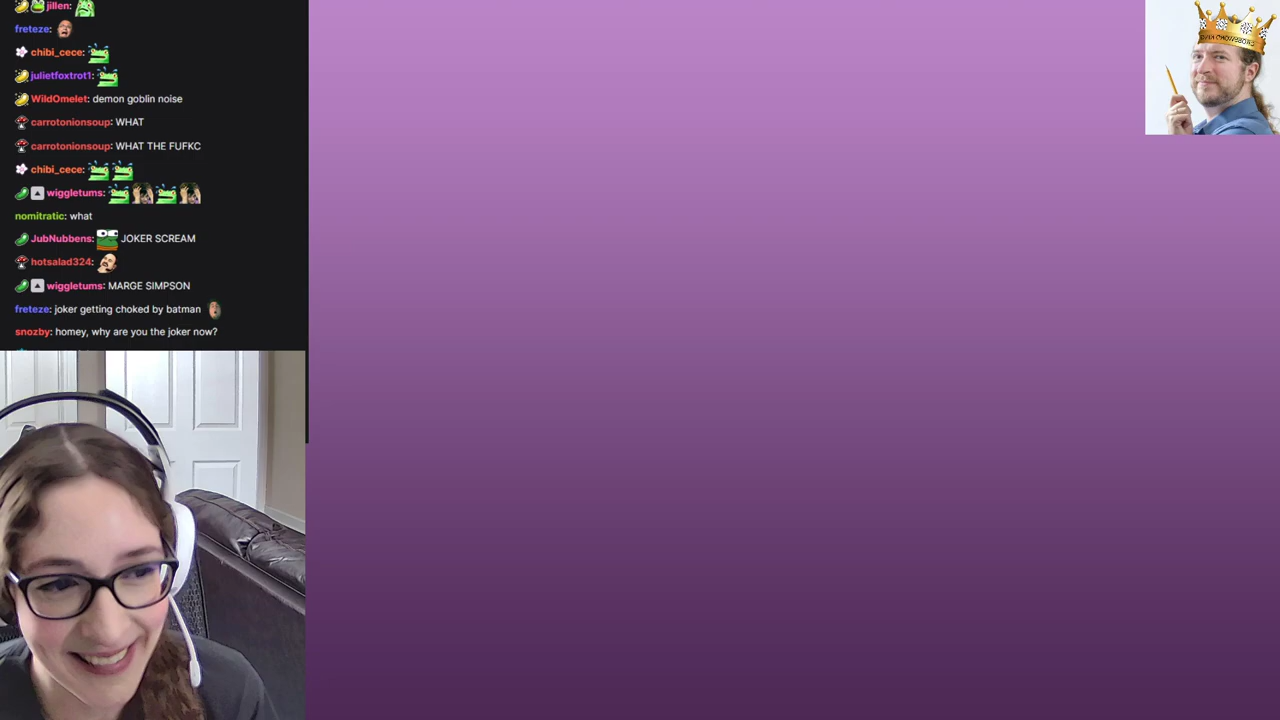 jillen:
freteze:
chibi_cece:
julietfoxtrot1:
WildOmelet: demon goblin noise
carrotonionsoup: WHAT
carrotonionsoup: WHAT THE FUFKC
chibi_cece:
wiggletums:
nomitratic: what
JubNubbens: JOKER SCREAM
hotsalad324:
wiggletums: MARGE SIMPSON
freteze: joker getting choked by batman
snozby: homey, why are you the joker now?